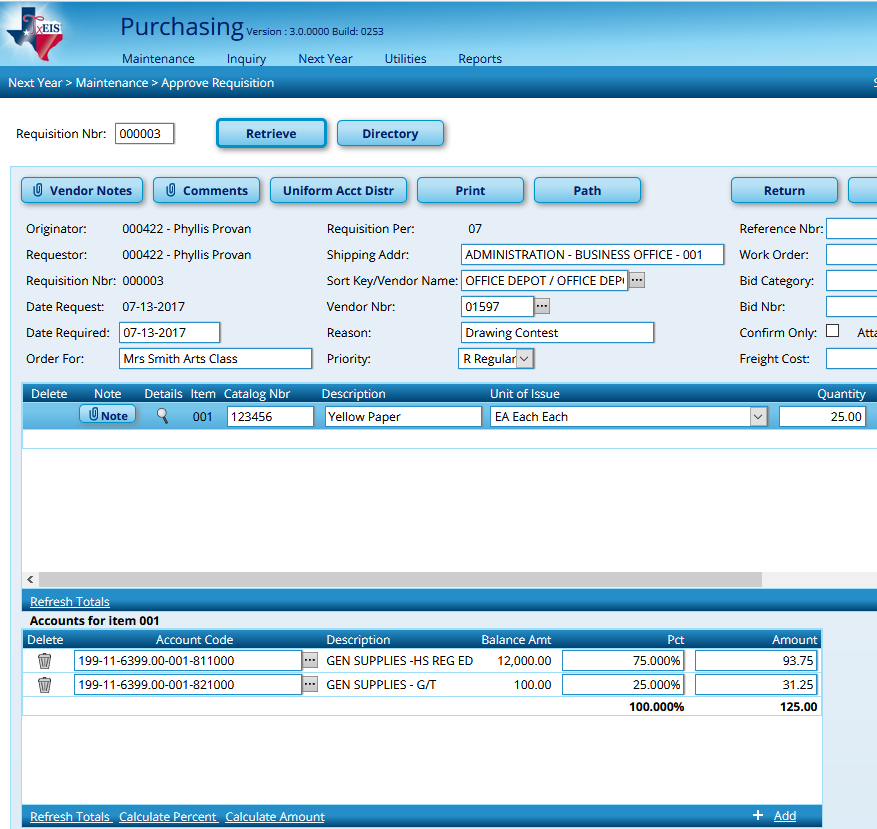 TxEIS
Purchasing Version : 3.0.0000 Build: 0253
Maintenance Inquiry Next Year Utilities Reports
Next Year > Maintenance > Approve Requisition
Requisition Nbr: 000003 Retrieve Directory
Vendor Notes Comments Uniform Acct Distr Print Path Return
Originator: 000422 - Phyllis Provan Requisition Per: 07 Reference Nbr:
Requestor: 000422 - Phyllis Provan Shipping Addr: ADMINISTRATION - BUSINESS OFFICE - 001 Work Order:
Requisition Nbr: 000003 Sort Key/Vendor Name: OFFICE DEPOT / OFFICE DEP ... Bid Category:
Date Request: 07-13-2017 Vendor Nbr: 01597 ... Bid Nbr:
Date Required: 07-13-2017 Reason: Drawing Contest Confirm Only: Atta
Order For: Mrs Smith Arts Class Priority: R Regular Freight Cost:
Delete Note Details Item Catalog Nbr Description Unit of Issue Quantity
Note 001 123456 Yellow Paper EA Each Each 25.00
Refresh Totals
Accounts for item 001
Delete Account Code Description Balance Amt Pct Amount
199-11-6399.00-001-811000 ... GEN SUPPLIES -HS REG ED 12,000.00 75.000% 93.75
199-11-6399.00-001-821000 ... GEN SUPPLIES - G/T 100.00 25.000% 31.25
100.000% 125.00
Refresh Totals Calculate Percent Calculate Amount + Add